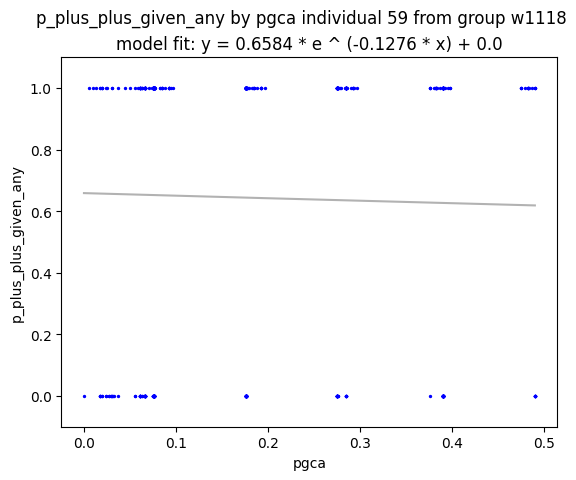 p_plus_plus_given_any by pgca individual 59 from group w1118
model fit: y = 0.6584 * e ^ (-0.1276 * x) + 0.0
1.0
0.8
0.6
0.4
0.2
0.0
p_plus_plus_given_any
0.0 0.1 0.2 0.3 0.4 0.5
pgca